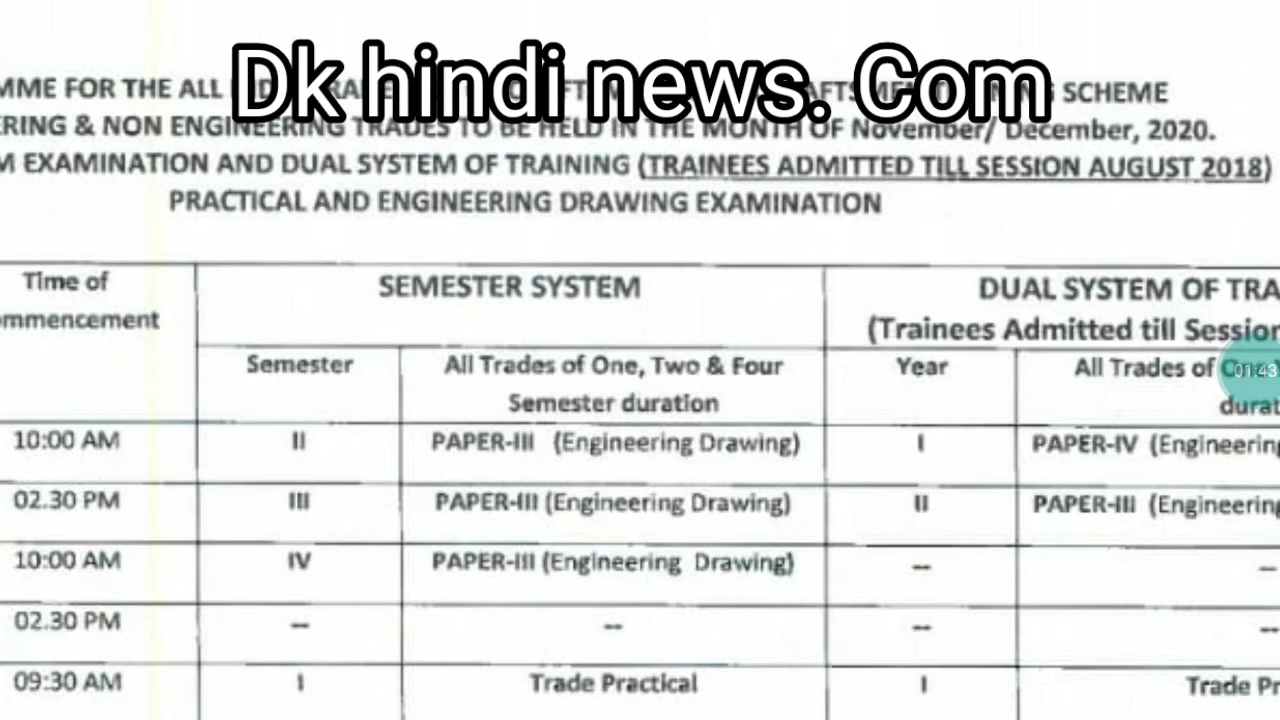 Dk hindi news. Com
MME FOR THE ALL SCHEME
ERING & NON ENGINEERING TRADES TO BE HELD IN THE MONTH OF November/ December, 2020.
M EXAMINATION AND DUAL SYSTEM OF TRAINING (TRAINEES ADMITTED TILL SESSION AUGUST 2018)
PRACTICAL AND ENGINEERING DRAWING EXAMINATION
Time of SEMESTER SYSTEM DUAL SYSTEM OF TRA
mmencement (Trainees Admitted till Session
Semester All Trades of One, Two & Four Year All Trades of
Semester duration durat
01:43
10:00 AM II PAPER-III (Engineering Drawing) I PAPER-IV (Engineering
02.30 PM III PAPER-III (Engineering Drawing) II PAPER-III (Engineering
10:00 AM IV PAPER-III (Engineering Drawing) -- --
02.30 PM -- -- -- --
09:30 AM I Trade Practical I Trade Pr